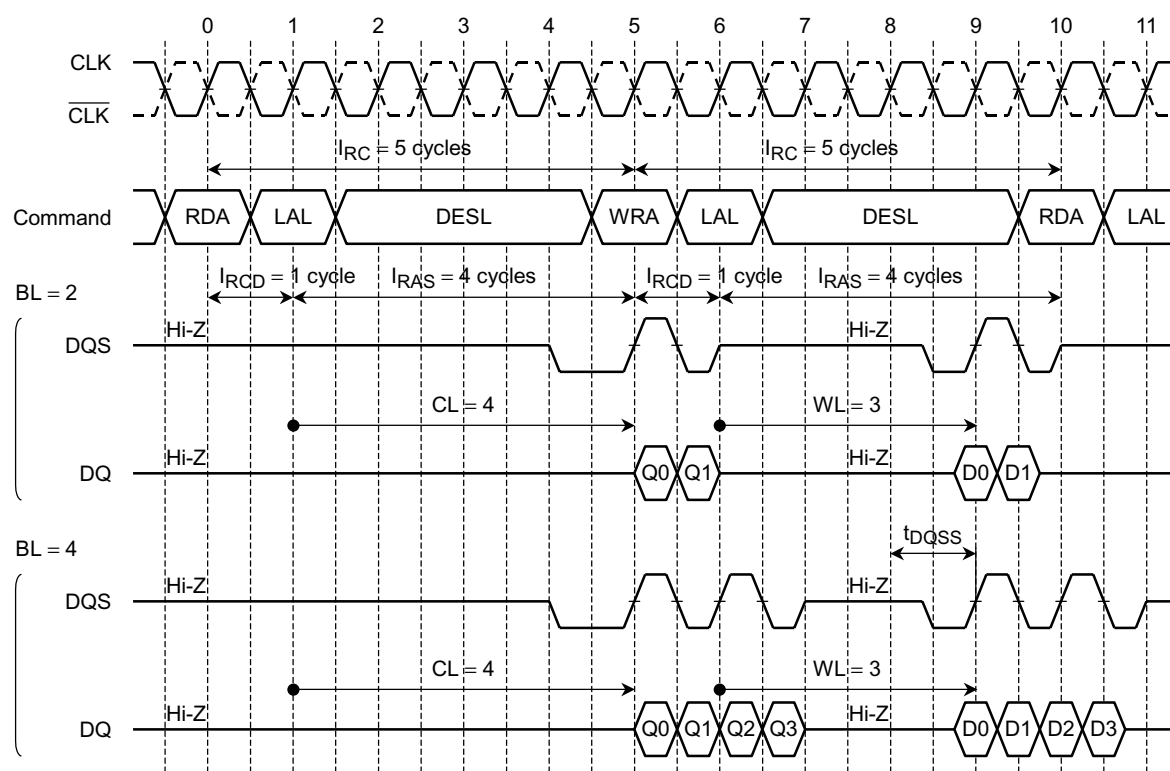 0 1 2 3 4 5 6 7 8 9 10 11
CLK
CLK
IRC = 5 cycles IRC = 5 cycles
Command RDA LAL DESL WRA LAL DESL RDA LAL
IRCD = 1 cycle IRAS = 4 cycles IRCD = 1 cycle IRAS = 4 cycles
BL = 2
Hi-Z Hi-Z
DQS
CL = 4 WL = 3
Hi-Z Hi-Z
DQ Q0 Q1 D0 D1
tDQSS
BL = 4
Hi-Z Hi-Z
DQS
CL = 4 WL = 3
Hi-Z Hi-Z
DQ Q0 Q1 Q2 Q3 D0 D1 D2 D3